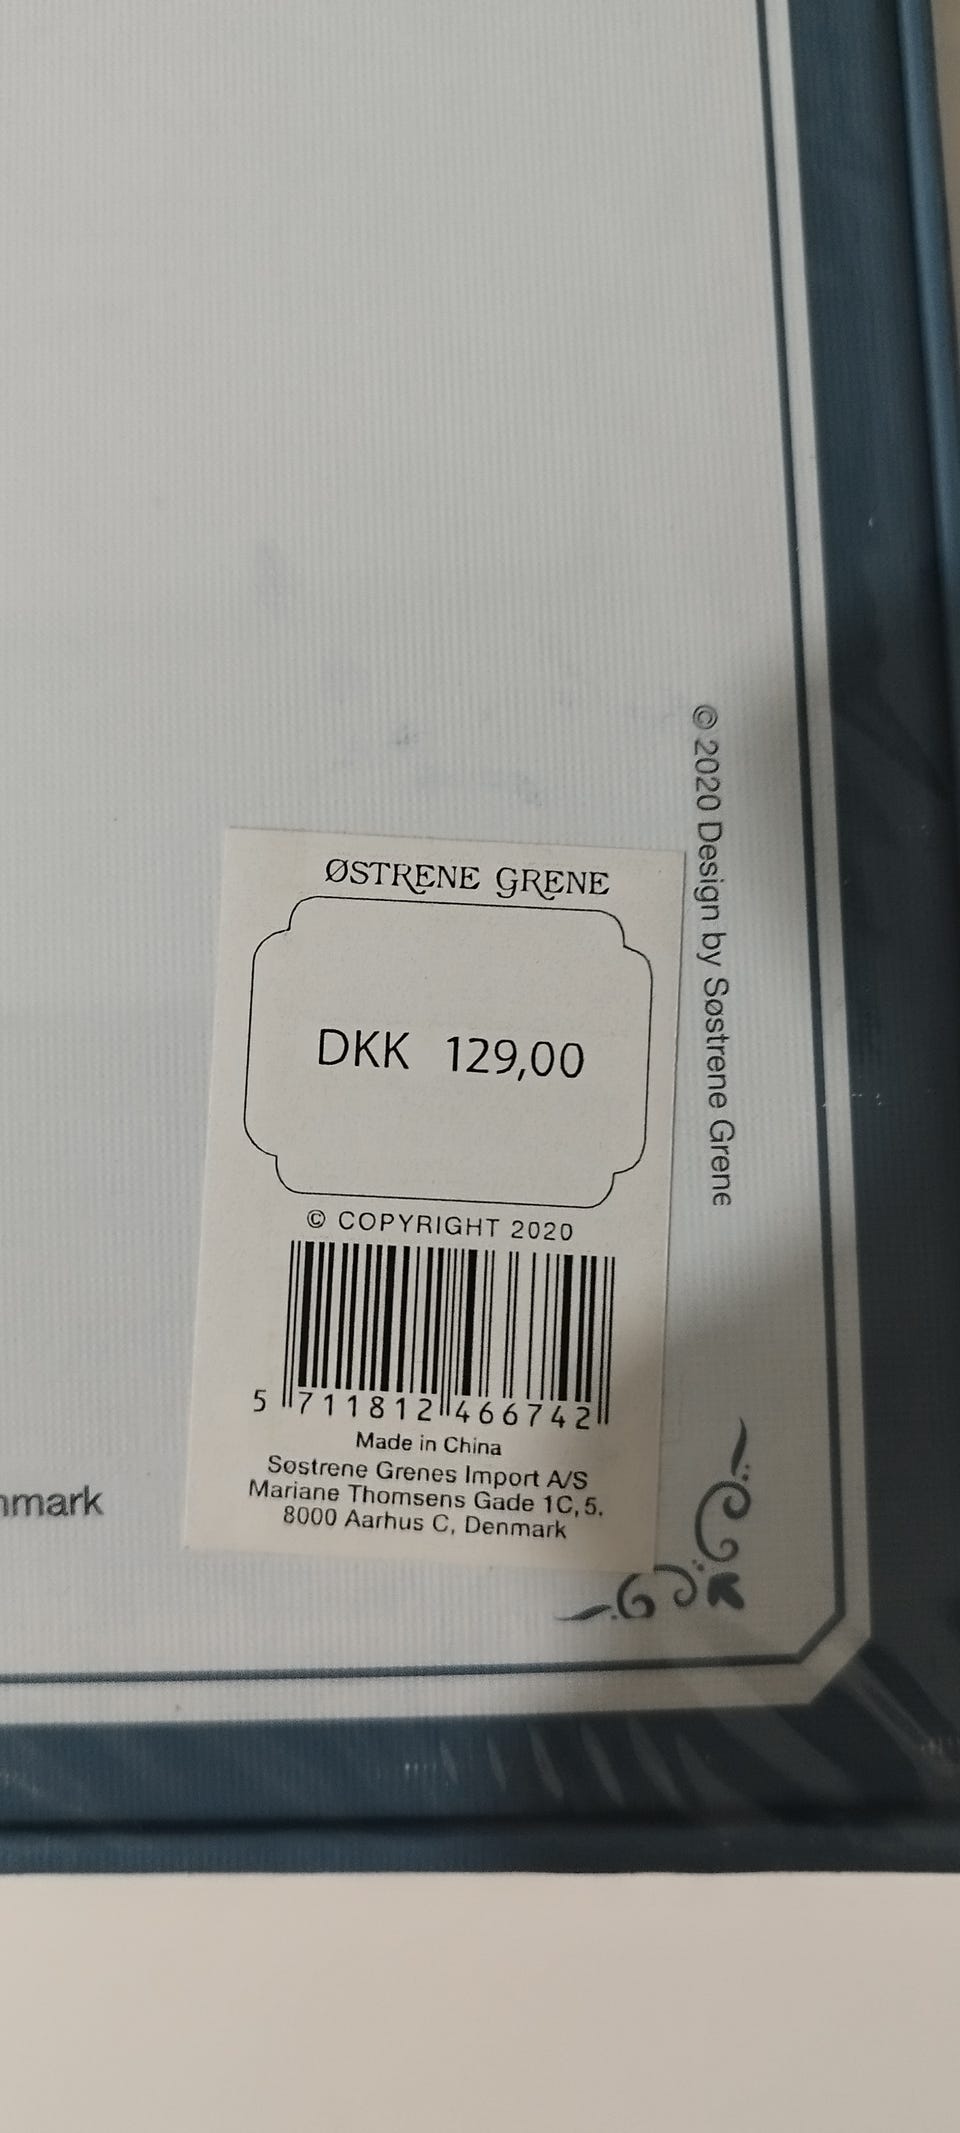 ØSTRENE GRENE
DKK 129,00
© COPYRIGHT 2020
5 711812 466742
Made in China
Søstrene Grenes Import A/S
Mariane Thomsens Gade 1C, 5.
8000 Aarhus C, Denmark
© 2020 Design by Søstrene Grene
nmark